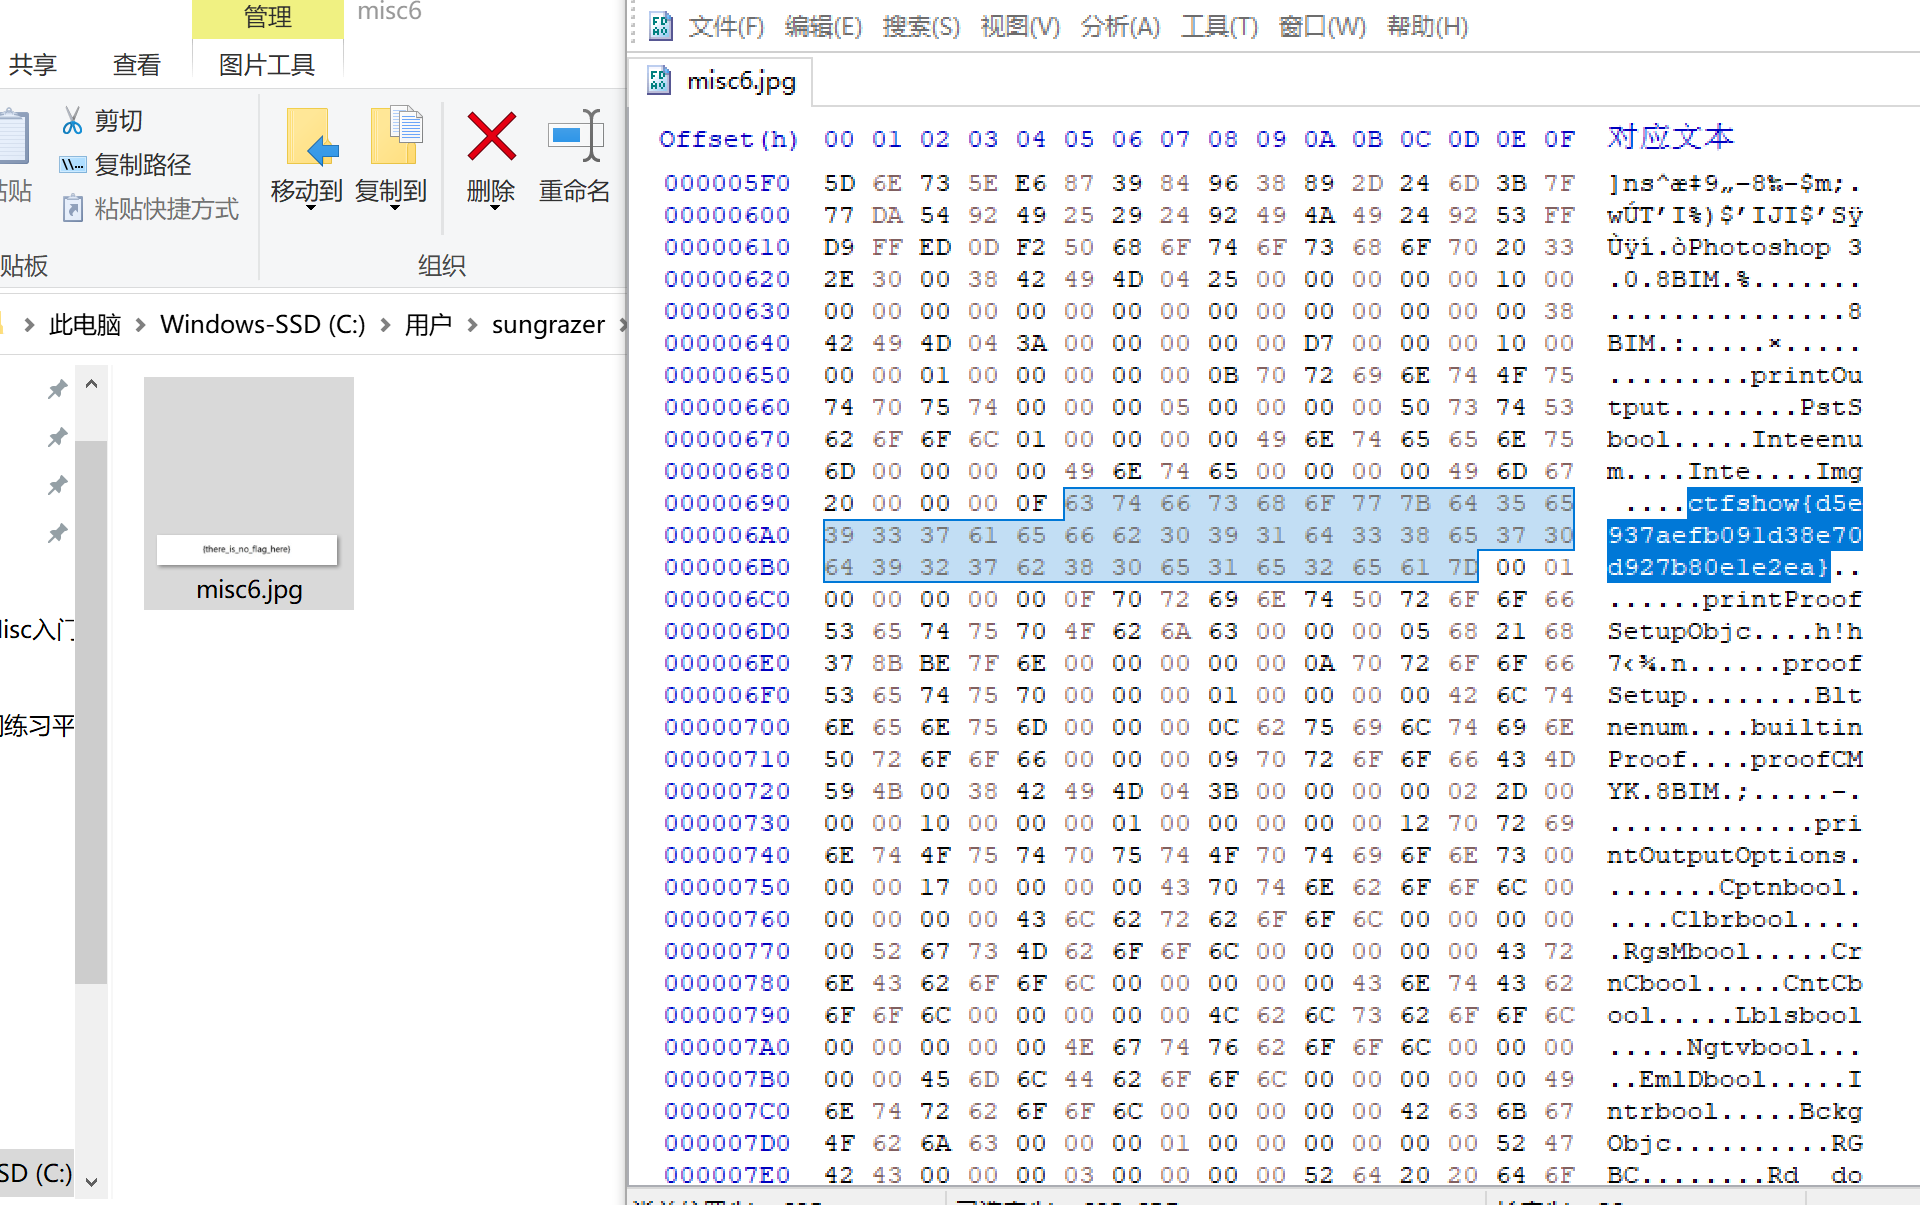 管理
misc6
共享
查看
图片工具
剪切
复制路径
粘贴快捷方式
移动到
复制到
删除
重命名
贴板
组织
此电脑 > Windows-SSD (C:) > 用户 > sungrazer >
(there_is_no_flag_here)
misc6.jpg
isc入门
练习平
SD (C:)
文件(F) 编辑(E) 搜索(S) 视图(V) 分析(A) 工具(T) 窗口(W) 帮助(H)
misc6.jpg
Offset(h) 00 01 02 03 04 05 06 07 08 09 0A 0B 0C 0D 0E 0F 对应文本
000005F0 5D 6E 73 5E E6 87 39 84 96 38 89 2D 24 6D 3B 7F ]ns^æ‡9„–8‰-$m;.
00000600 77 DA 54 92 49 25 29 24 92 49 4A 49 24 92 53 FF wÚT’I%)$’IJI$’Sÿ
00000610 D9 FF ED 0D F2 50 68 6F 74 6F 73 68 6F 70 20 33 Ùÿí.òPhotoshop 3
00000620 2E 30 00 38 42 49 4D 04 25 00 00 00 00 00 10 00 .0.8BIM.%.......
00000630 00 00 00 00 00 00 00 00 00 00 00 00 00 00 00 38 ...............8
00000640 42 49 4D 04 3A 00 00 00 00 00 D7 00 00 00 10 00 BIM.:.....×.....
00000650 00 00 01 00 00 00 00 00 0B 70 72 69 6E 74 4F 75 .........printOu
00000660 74 70 75 74 00 00 00 05 00 00 00 00 50 73 74 53 tput........PstS
00000670 62 6F 6F 6C 01 00 00 00 00 49 6E 74 65 65 6E 75 bool.....Inteenu
00000680 6D 00 00 00 00 49 6E 74 65 00 00 00 00 49 6D 67 m....Inte....Img
00000690 20 00 00 00 0F 63 74 66 73 68 6F 77 7B 64 35 65  ....ctfshow{d5e
000006A0 39 33 37 61 65 66 62 30 39 31 64 33 38 65 37 30 937aefb091d38e70
000006B0 64 39 32 37 62 38 30 65 31 65 32 65 61 7D 00 01 d927b80e1e2ea}..
000006C0 00 00 00 00 00 0F 70 72 69 6E 74 50 72 6F 6F 66 ......printProof
000006D0 53 65 74 75 70 4F 62 6A 63 00 00 00 05 68 21 68 SetupObjc....h!h
000006E0 37 8B BE 7F 6E 00 00 00 00 00 0A 70 72 6F 6F 66 7‹¾.n......proof
000006F0 53 65 74 75 70 00 00 00 01 00 00 00 00 42 6C 74 Setup........Blt
00000700 6E 65 6E 75 6D 00 00 00 0C 62 75 69 6C 74 69 6E nenum....builtin
00000710 50 72 6F 6F 66 00 00 00 09 70 72 6F 6F 66 43 4D Proof....proofCM
00000720 59 4B 00 38 42 49 4D 04 3B 00 00 00 00 02 2D 00 YK.8BIM.;.....-.
00000730 00 00 10 00 00 00 01 00 00 00 00 00 12 70 72 69 .............pri
00000740 6E 74 4F 75 74 70 75 74 4F 70 74 69 6F 6E 73 00 ntOutputOptions.
00000750 00 00 17 00 00 00 00 43 70 74 6E 62 6F 6F 6C 00 .......Cptnbool.
00000760 00 00 00 00 43 6C 62 72 62 6F 6F 6C 00 00 00 00 ....Clbrbool....
00000770 00 52 67 73 4D 62 6F 6F 6C 00 00 00 00 00 43 72 .RgsMbool.....Cr
00000780 6E 43 62 6F 6F 6C 00 00 00 00 00 43 6E 74 43 62 nCbool.....CntCb
00000790 6F 6F 6C 00 00 00 00 00 4C 62 6C 73 62 6F 6F 6C ool.....Lblsbool
000007A0 00 00 00 00 00 4E 67 74 76 62 6F 6F 6C 00 00 00 .....Ngtvbool...
000007B0 00 00 45 6D 6C 44 62 6F 6F 6C 00 00 00 00 00 49 ..EmlDbool.....I
000007C0 6E 74 72 62 6F 6F 6C 00 00 00 00 00 42 63 6B 67 ntrbool.....Bckg
000007D0 4F 62 6A 63 00 00 00 01 00 00 00 00 00 00 52 47 Objc..........RG
000007E0 42 43 00 00 00 03 00 00 00 00 52 64 20 20 64 6F BC........Rd  do